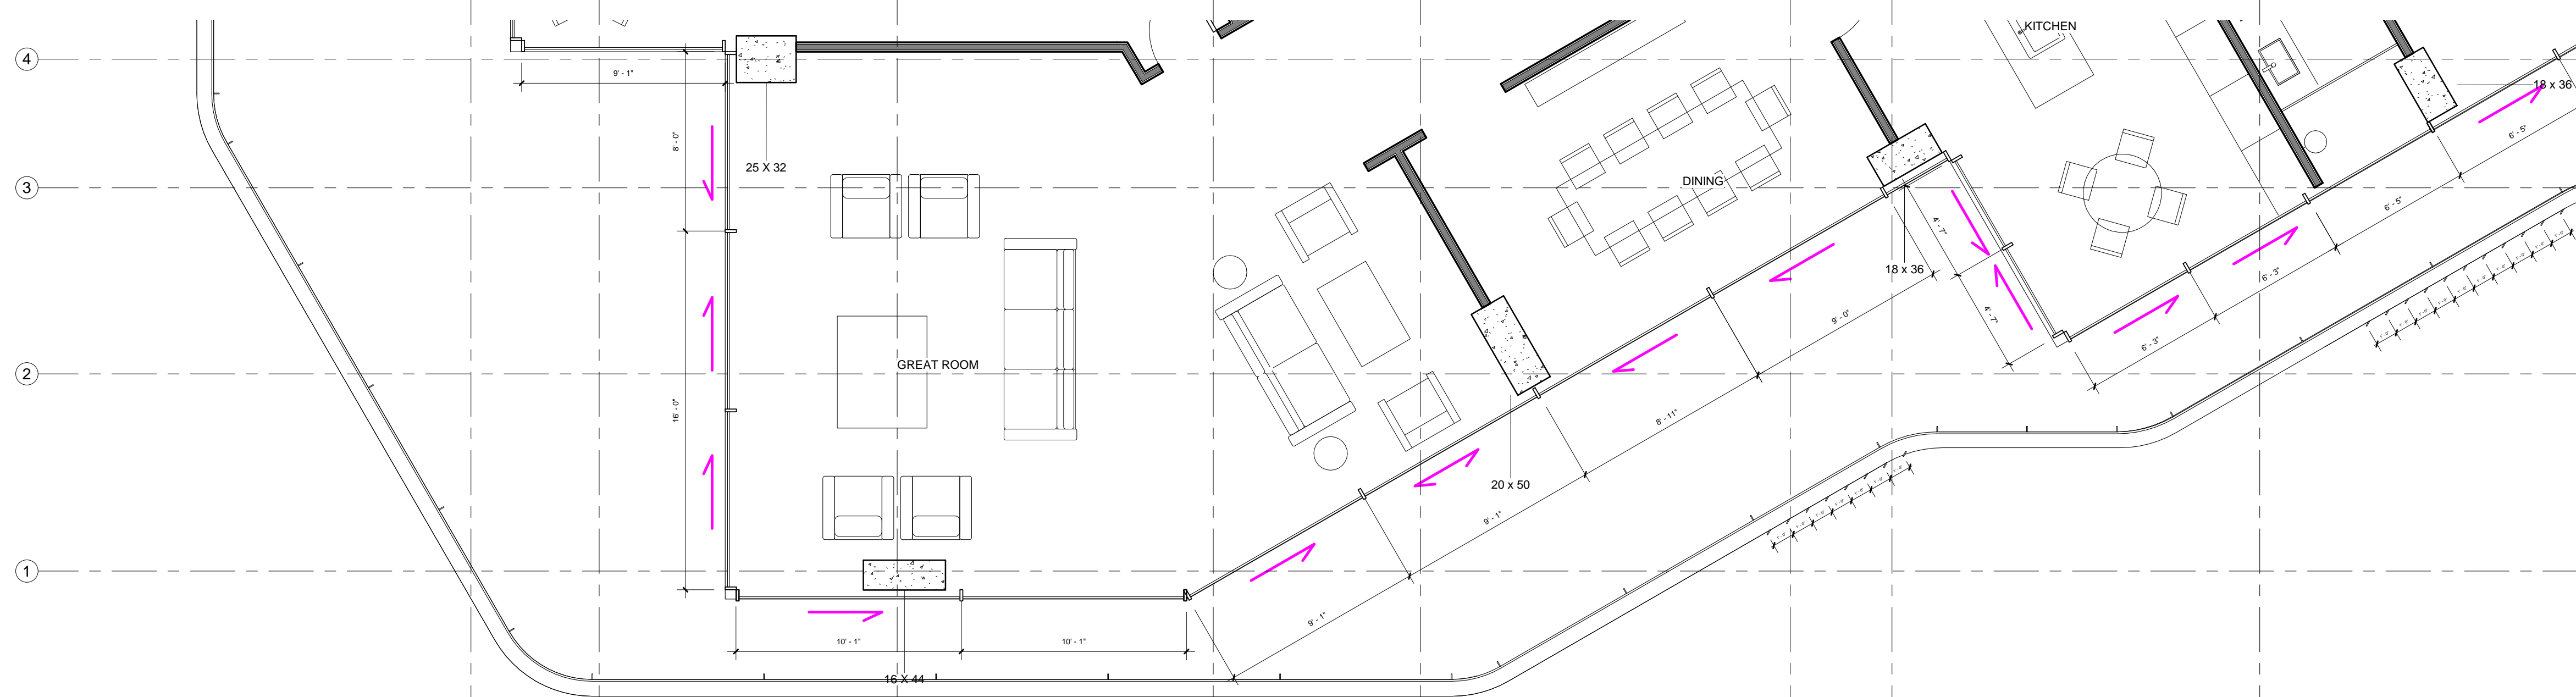 KITCHEN
4
9' - 1"
18 x 36
8' - 0"
6' - 5"
25 X 32
3
DINING
6' - 5"
4' - 7"
18 x 36
6' - 3"
4' - 7"
9' - 0"
6' - 3"
GREAT ROOM
2
16' - 0"
8' - 11"
20 x 50
9' - 1"
1
9' - 1"
10' - 1"
10' - 1"
16 X 44